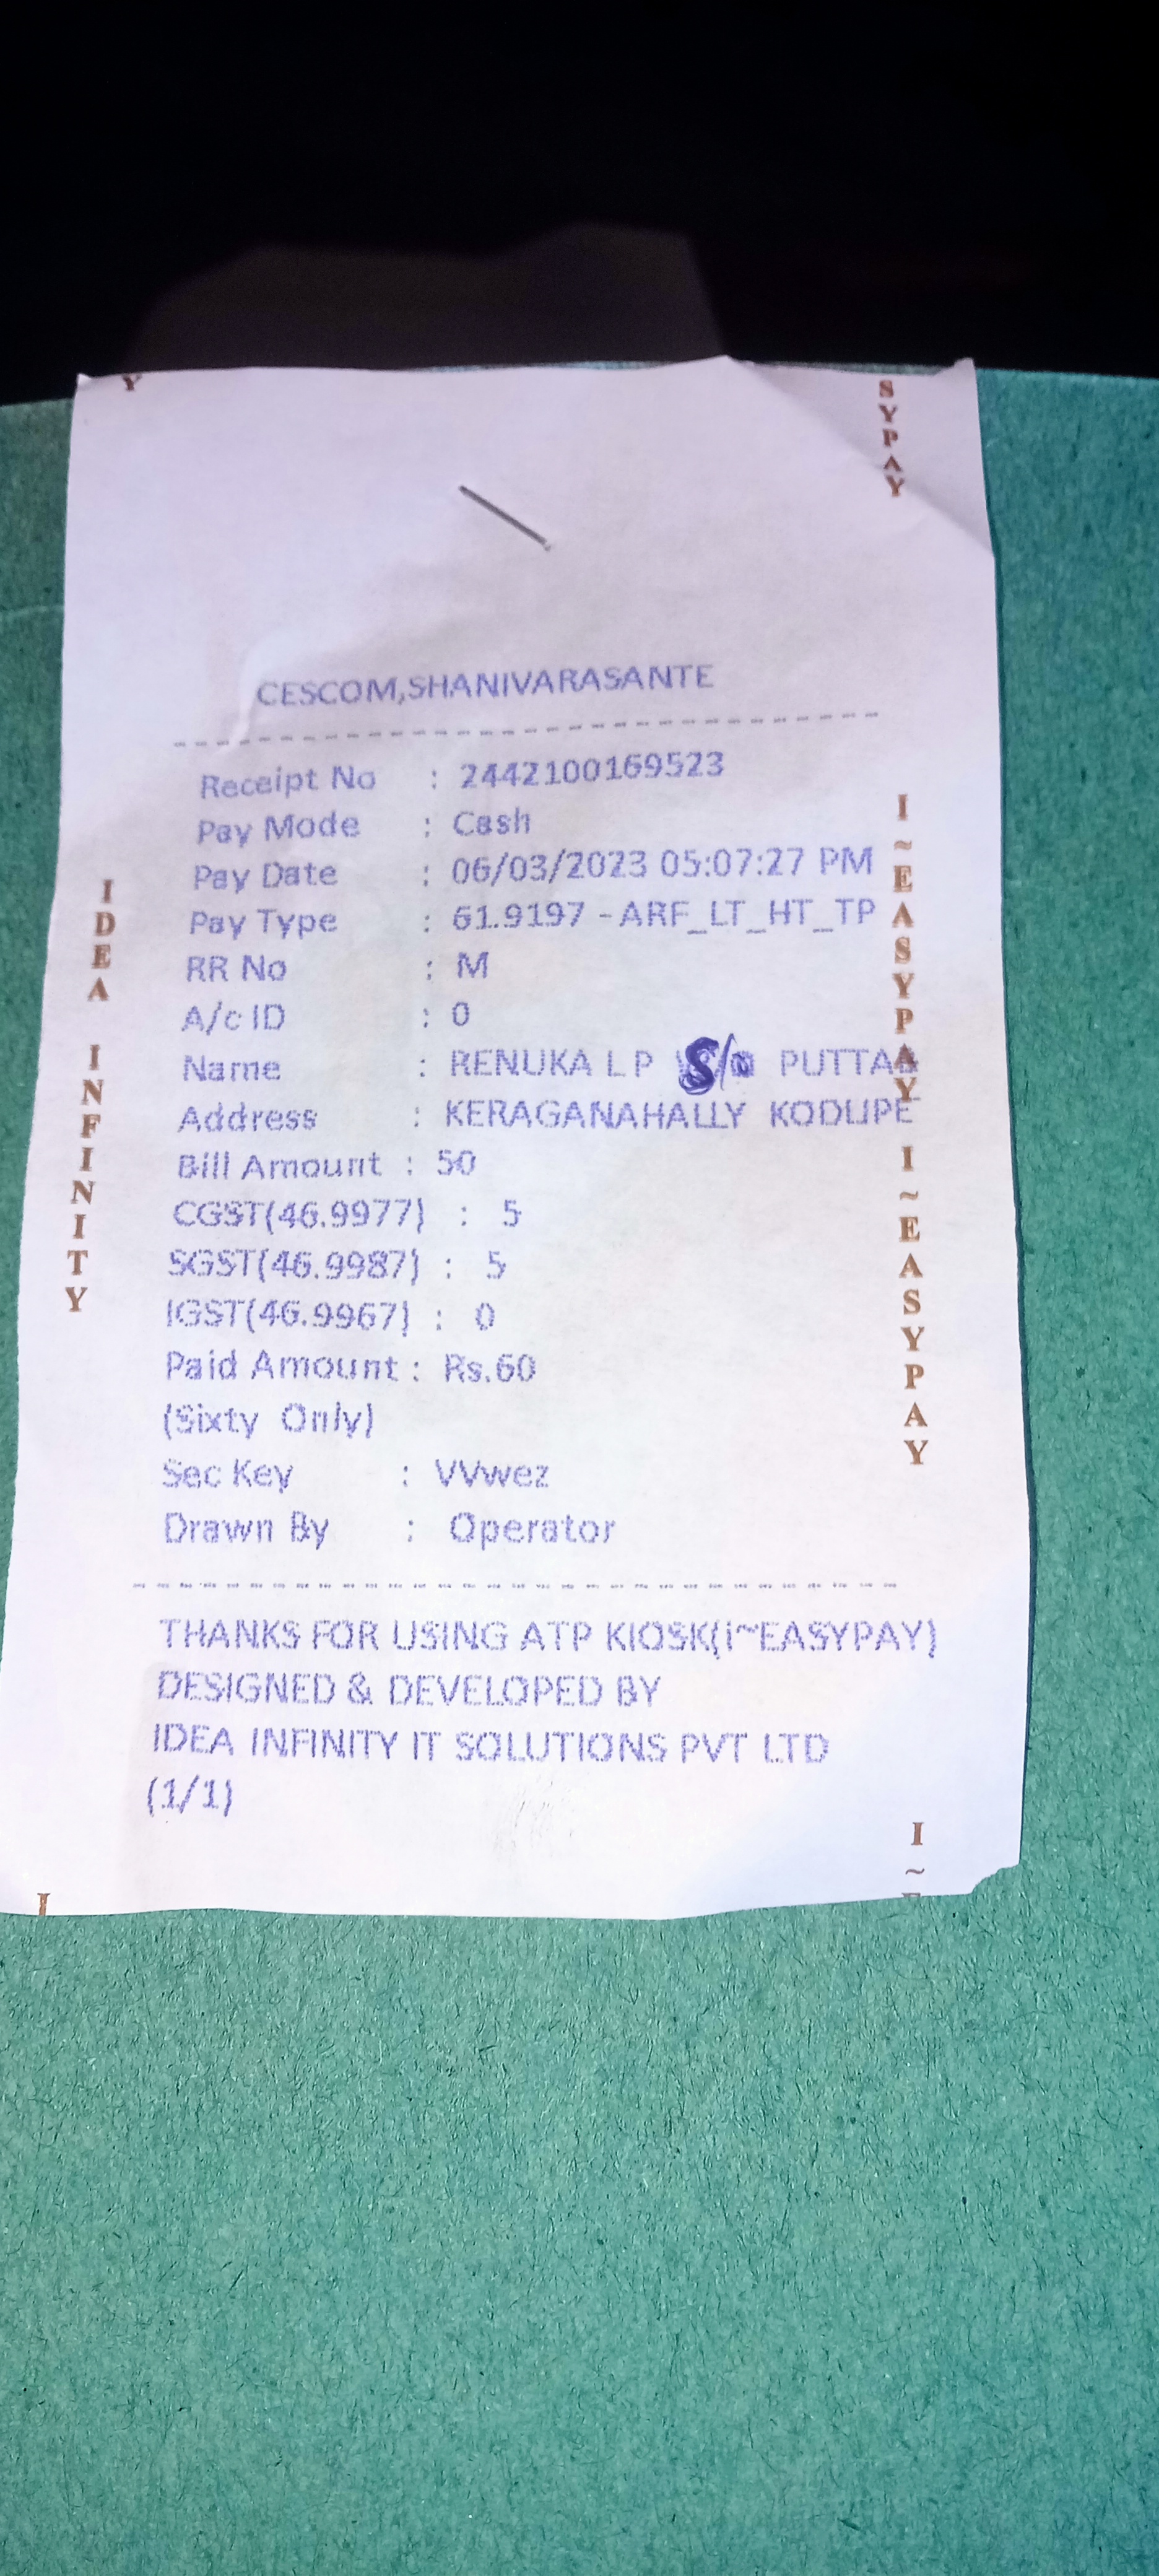 Y
SYPAY
CESCOM,SHANIVARASANTE
Receipt No : 2442100169523
Pay Mode : Cash
Pay Date : 06/03/2023 05:07:27 PM
Pay Type : 61.9197 -ARF_LT_HT_TP
RR No : M
A/c ID : 0
Name : RENUKA L P S/o PUTTAS
Address : KERAGANAHALLY KODLIPE
Bill Amount : 50
CGST(46.9977) : 5
SGST(46.9987) : 5
IGST(46.9967) : 0
Paid Amount : Rs.60
(Sixty Only)
Sec Key : VVwez
Drawn By : Operator
THANKS FOR USING ATP KIOSK(i~EASYPAY)
DESIGNED & DEVELOPED BY
IDEA INFINITY IT SOLUTIONS PVT LTD
(1/1)
IDEA INFINITY
I~EASYPAY I~EASYPAY
I
I~E